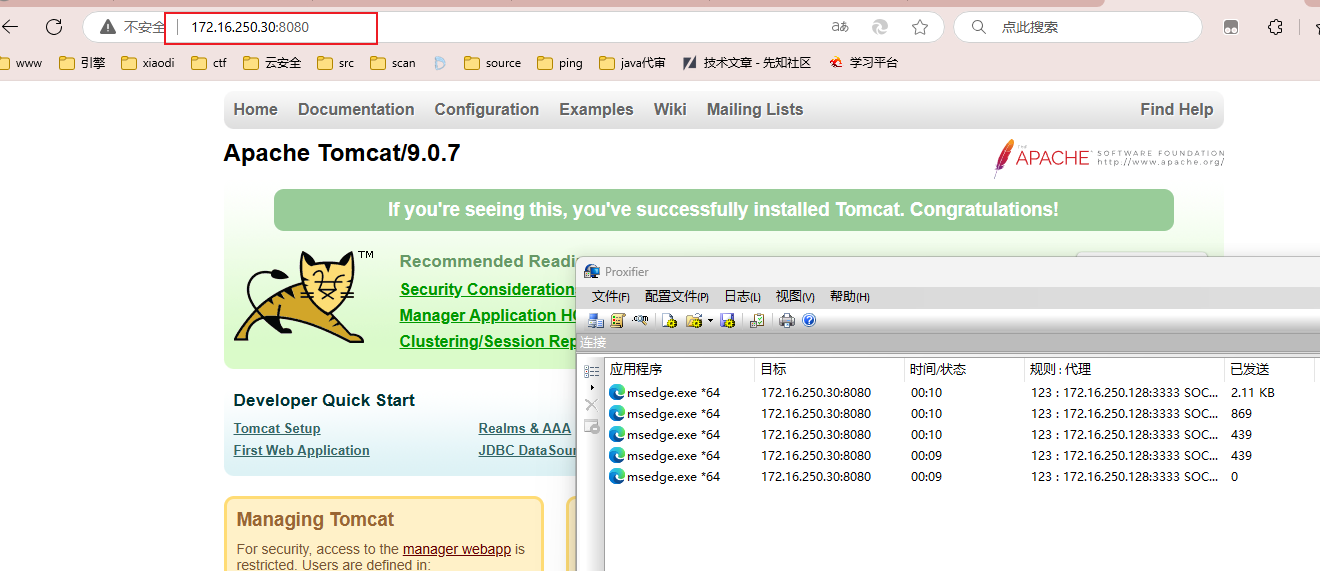 不安全 172.16.250.30:8080 aあ 点此搜索
www 引擎 xiaodi ctf 云安全 src scan source ping java代审 技术文章 - 先知社区 学习平台
Home Documentation Configuration Examples Wiki Mailing Lists Find Help
Apache Tomcat/9.0.7
THE APACHE SOFTWARE FOUNDATION
http://www.apache.org/
If you're seeing this, you've successfully installed Tomcat. Congratulations!
TM
Recommended Readi
Security Consideration
Manager Application HO
Clustering/Session Rep
Developer Quick Start
Tomcat Setup
Realms & AAA
First Web Application
JDBC DataSour
Managing Tomcat
For security, access to the manager webapp is
restricted. Users are defined in:
Proxifier
文件(F) 配置文件(P) 日志(L) 视图(V) 帮助(H)
.com
连接
应用程序 目标 时间/状态 规则 : 代理 已发送
msedge.exe *64 172.16.250.30:8080 00:10 123 : 172.16.250.128:3333 SOC... 2.11 KB
msedge.exe *64 172.16.250.30:8080 00:10 123 : 172.16.250.128:3333 SOC... 869
msedge.exe *64 172.16.250.30:8080 00:10 123 : 172.16.250.128:3333 SOC... 439
msedge.exe *64 172.16.250.30:8080 00:09 123 : 172.16.250.128:3333 SOC... 439
msedge.exe *64 172.16.250.30:8080 00:09 123 : 172.16.250.128:3333 SOC... 0